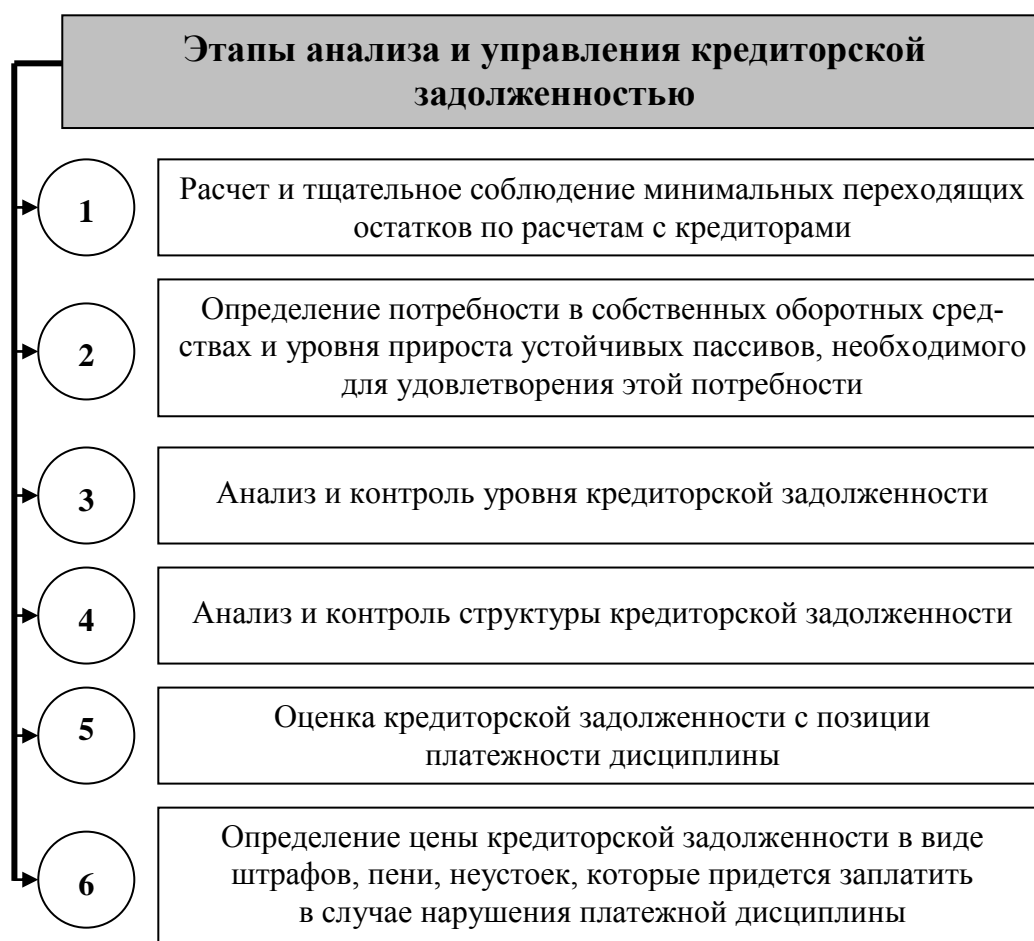 Этапы анализа и управления кредиторской
задолженностью
1
Расчет и тщательное соблюдение минимальных переходящих
остатков по расчетам с кредиторами
2
Определение потребности в собственных оборотных сред-
ствах и уровня прироста устойчивых пассивов, необходимого
для удовлетворения этой потребности
3
Анализ и контроль уровня кредиторской задолженности
4
Анализ и контроль структуры кредиторской задолженности
5
Оценка кредиторской задолженности с позиции
платежности дисциплины
6
Определение цены кредиторской задолженности в виде
штрафов, пени, неустоек, которые придется заплатить
в случае нарушения платежной дисциплины